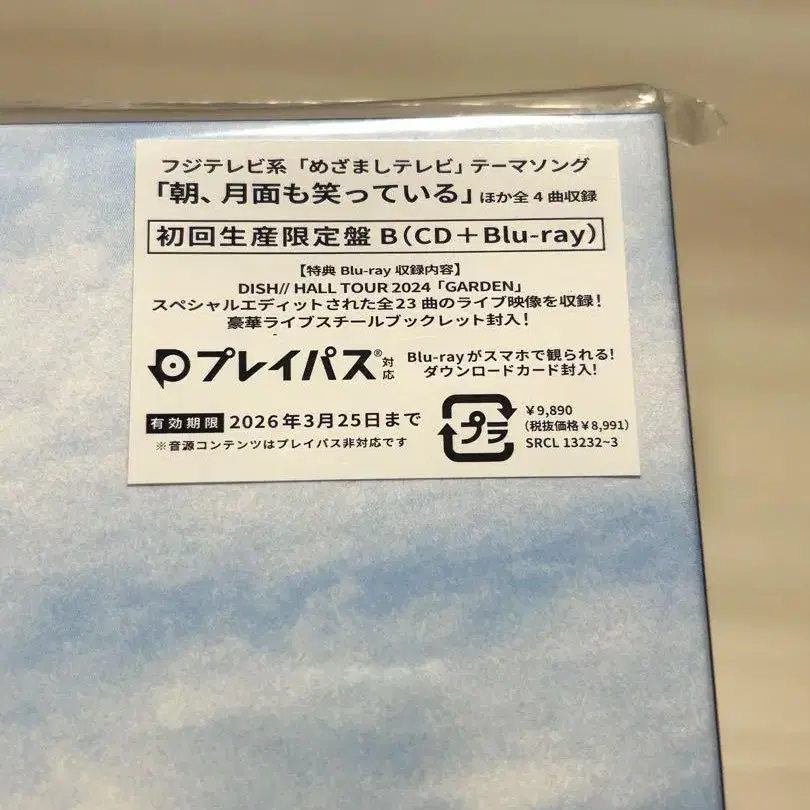 フジテレビ系「めざましテレビ」テーマソング
「朝、月面も笑っている」ほか全4曲収録
初回生産限定盤 B（CD＋Blu-ray）
【特典 Blu-ray 収録内容】
DISH// HALL TOUR 2024「GARDEN」
スペシャルエディットされた全23曲のライブ映像を収録！
豪華ライブスチールブックレット封入！
プレイパス®対応
Blu-rayがスマホで観られる！
ダウンロードカード封入！
有効期限 2026年3月25日まで
※音源コンテンツはプレイパス非対応です
プラ
￥9,890
（税抜価格￥8,991）
SRCL 13232~3